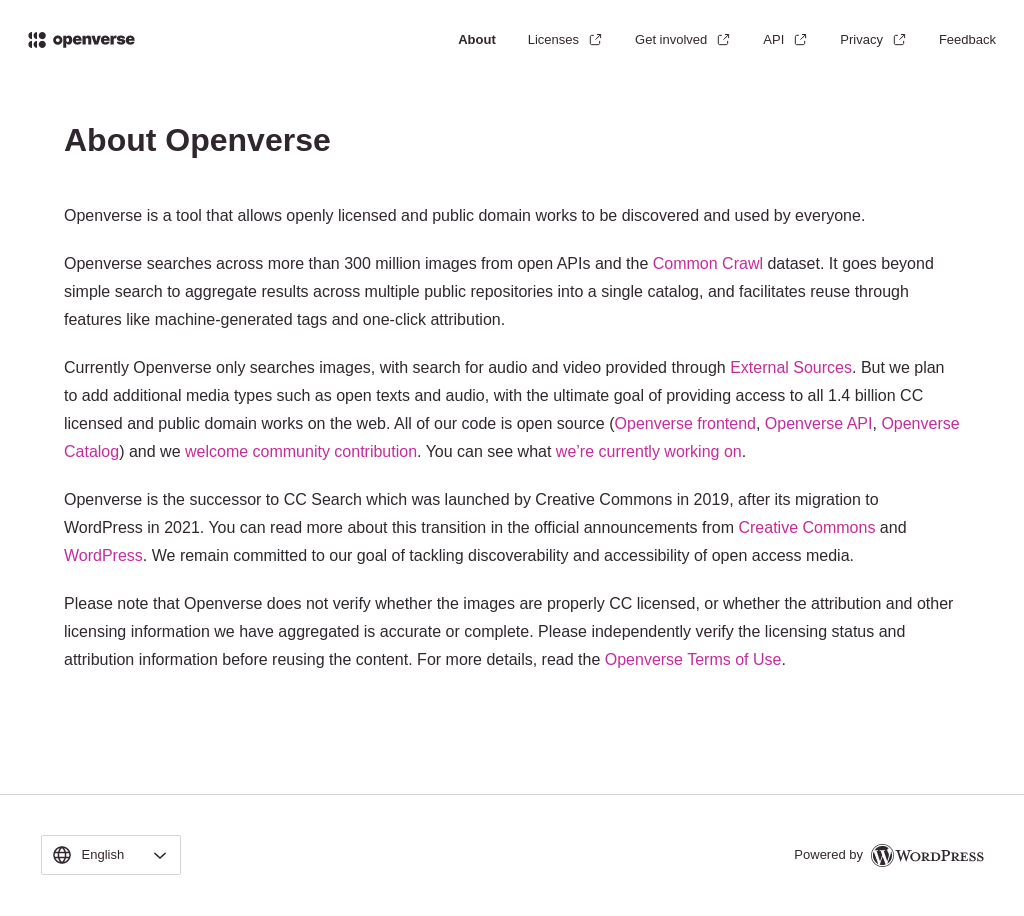 openverse
About
Licenses
Get involved
API
Privacy
Feedback
About Openverse
Openverse is a tool that allows openly licensed and public domain works to be discovered and used by everyone.
Openverse searches across more than 300 million images from open APIs and the Common Crawl dataset. It goes beyond
simple search to aggregate results across multiple public repositories into a single catalog, and facilitates reuse through
features like machine-generated tags and one-click attribution.
Currently Openverse only searches images, with search for audio and video provided through External Sources. But we plan
to add additional media types such as open texts and audio, with the ultimate goal of providing access to all 1.4 billion CC
licensed and public domain works on the web. All of our code is open source (Openverse frontend, Openverse API, Openverse
Catalog) and we welcome community contribution. You can see what we’re currently working on.
Openverse is the successor to CC Search which was launched by Creative Commons in 2019, after its migration to
WordPress in 2021. You can read more about this transition in the official announcements from Creative Commons and
WordPress. We remain committed to our goal of tackling discoverability and accessibility of open access media.
Please note that Openverse does not verify whether the images are properly CC licensed, or whether the attribution and other
licensing information we have aggregated is accurate or complete. Please independently verify the licensing status and
attribution information before reusing the content. For more details, read the Openverse Terms of Use.
English
Powered by WordPress